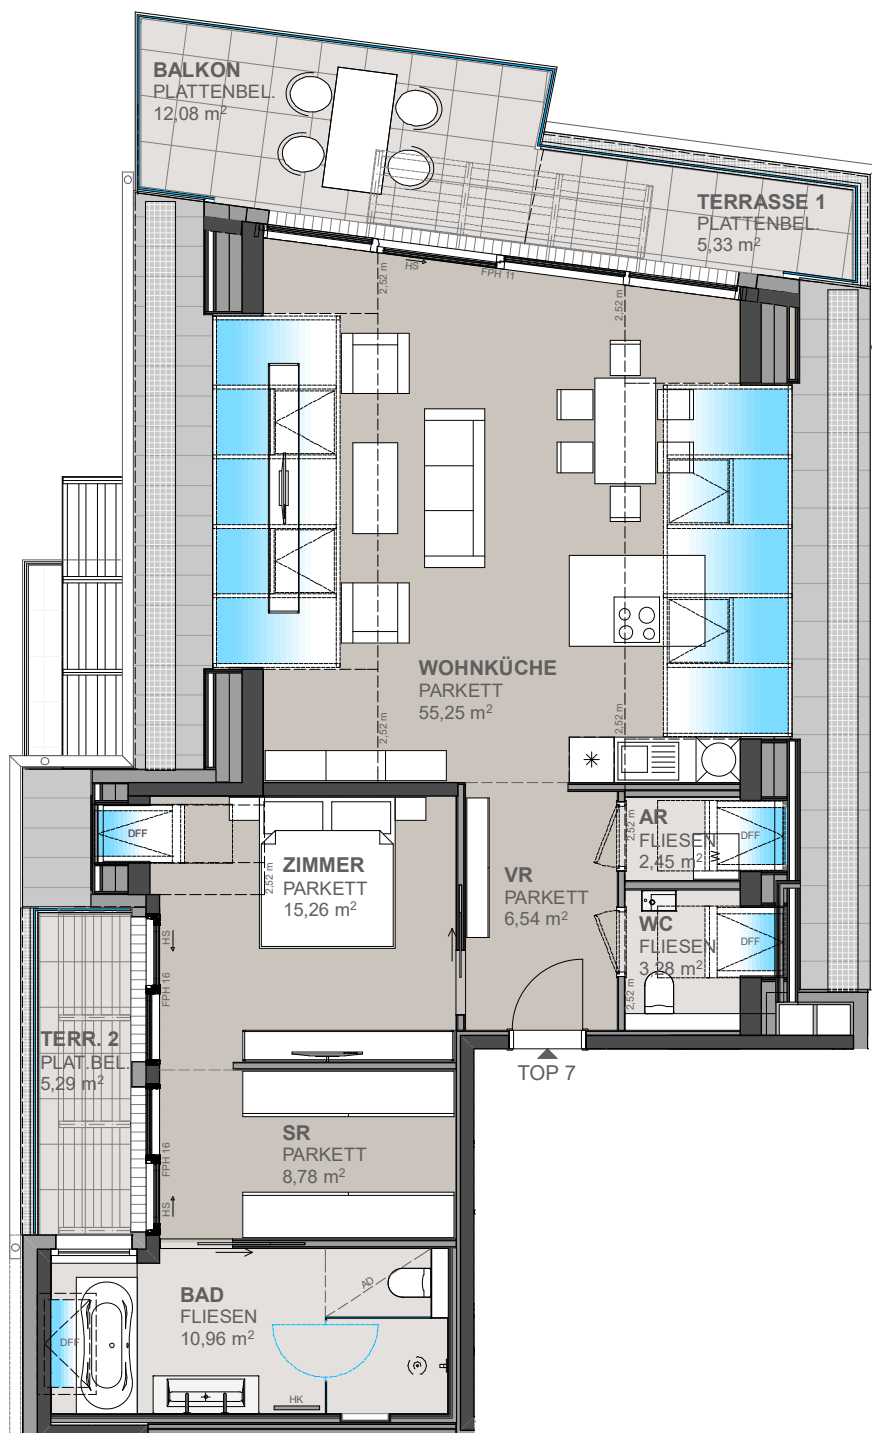 BALKON
PLATTENBEL.
12,08 m²
TERRASSE 1
PLATTENBEL.
5,33 m²
HS
FPH 11
2,52 m
2,52 m
WOHNKÜCHE
PARKETT
55,25 m²
2,52 m
2,52 m
DFF
ZIMMER
PARKETT
15,26 m²
2,52 m
VR
PARKETT
6,54 m²
AR
FLIESEN
2,45 m²
2,52 m
W
DFF
WC
FLIESEN
3,28 m²
2,52 m
DFF
HS
FPH 16
TERR. 2
PLAT.BEL.
5,29 m²
TOP 7
SR
PARKETT
8,78 m²
FPH 16
HS
BAD
FLIESEN
10,96 m²
AD
DFF
HK